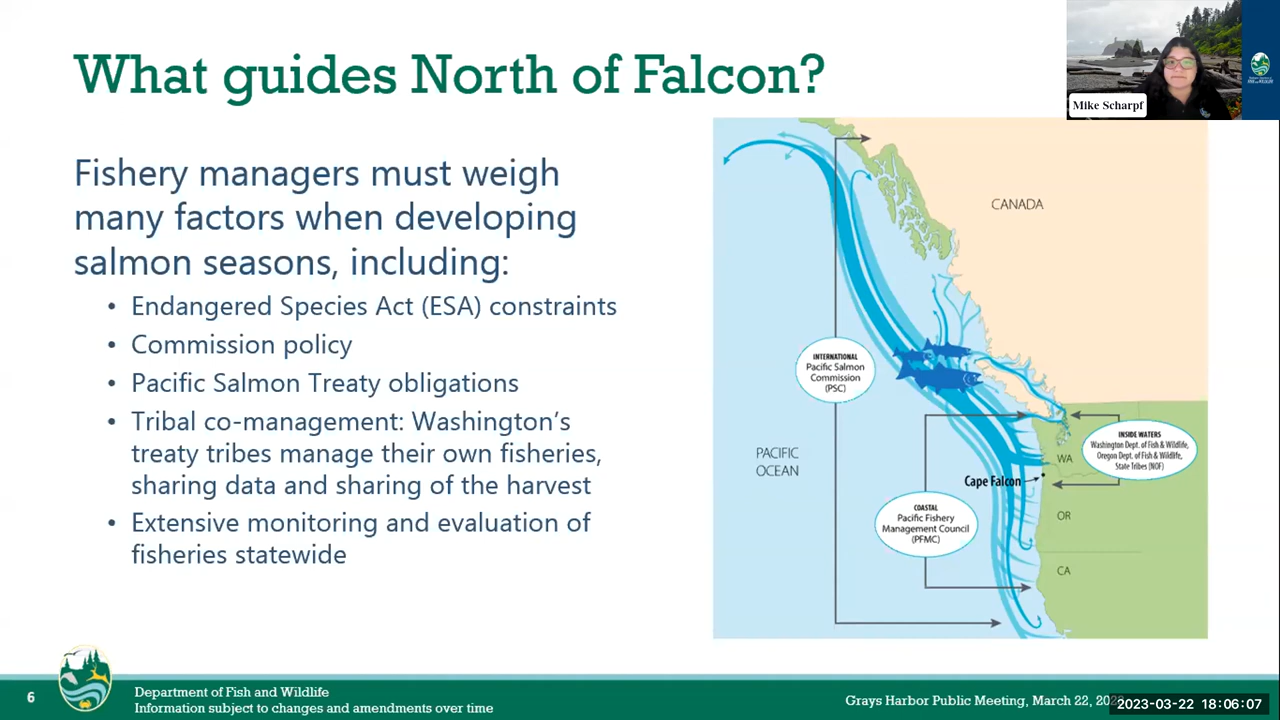 What guides North of Falcon?
Mike Scharpf
Fishery managers must weigh
many factors when developing
salmon seasons, including:
• Endangered Species Act (ESA) constraints
• Commission policy
• Pacific Salmon Treaty obligations
• Tribal co-management: Washington's
treaty tribes manage their own fisheries,
sharing data and sharing of the harvest
• Extensive monitoring and evaluation of
fisheries statewide
CANADA
INTERNATIONAL
Pacific Salmon
Commission
(PSC)
PACIFIC
OCEAN
INSIDE WATERS
Washington Dept. of Fish & Wildlife,
Oregon Dept. of Fish & Wildlife,
State Tribes (NOF)
WA
Cape Falcon
COASTAL
Pacific Fishery
Management Council
(PFMC)
OR
CA
6
Department of Fish and Wildlife
Information subject to changes and amendments over time
Grays Harbor Public Meeting, March 22, 202
2023-03-22 18:06:07